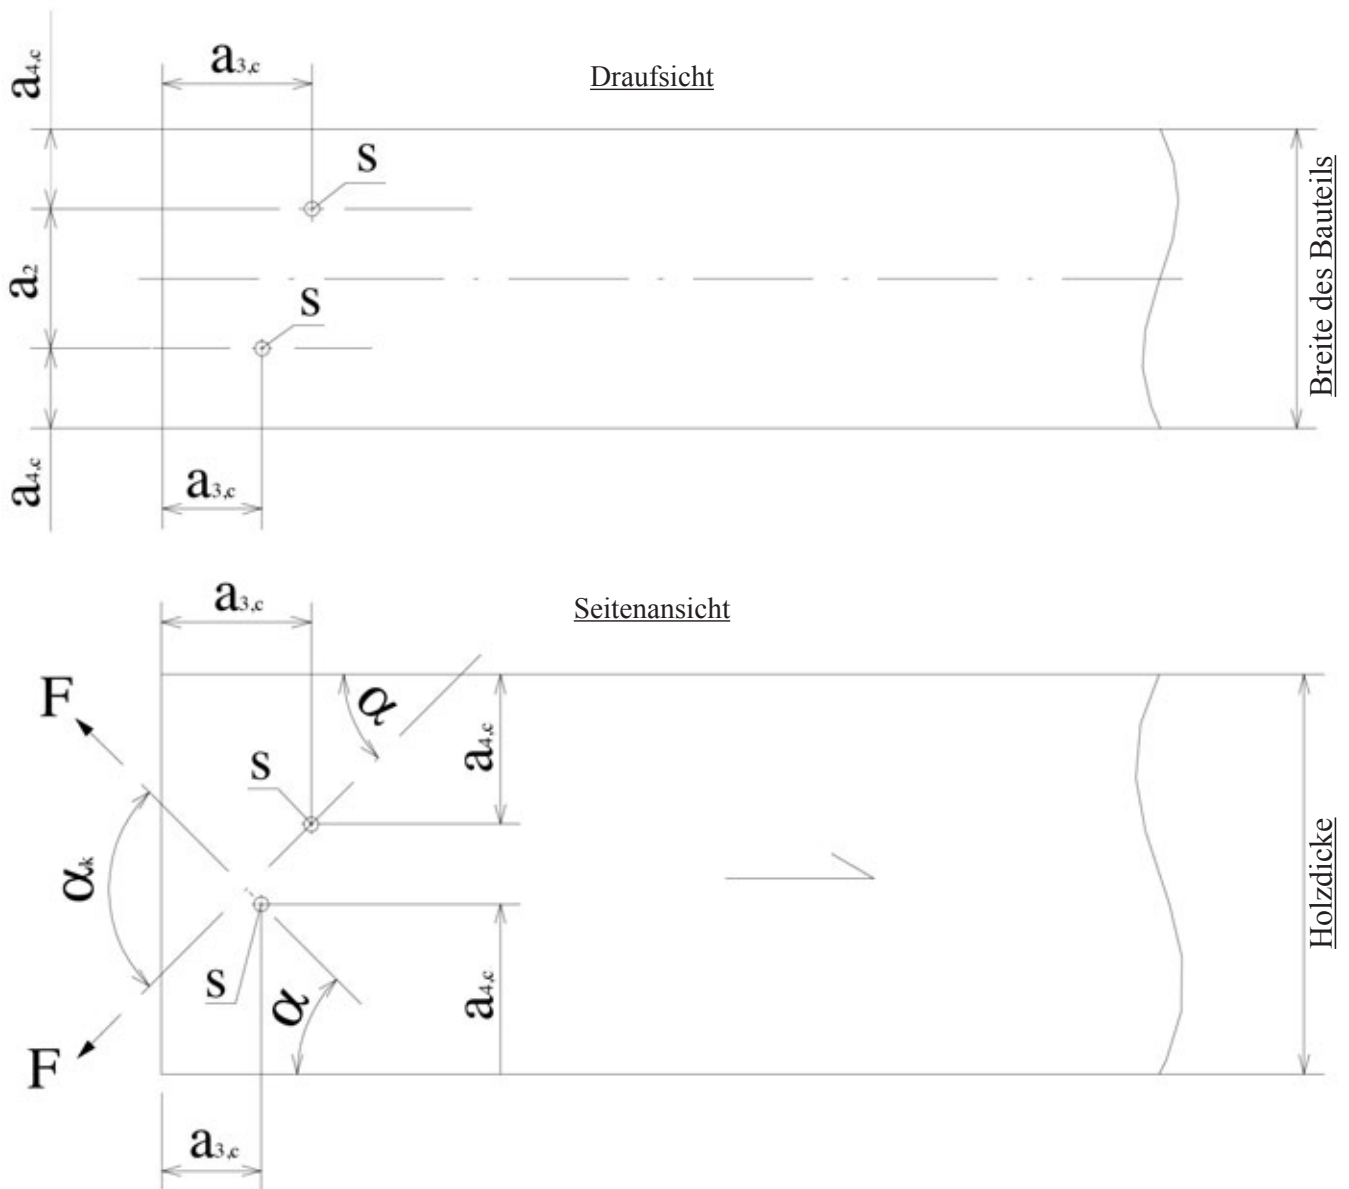 a4,c
a3,c
Draufsicht
S
a2
S
Breite des Bauteils
a4,c
a3,c
a3,c
Seitenansicht
F
α
a4,c
S
αk
Holzdicke
S
α
a4,c
F
a3,c